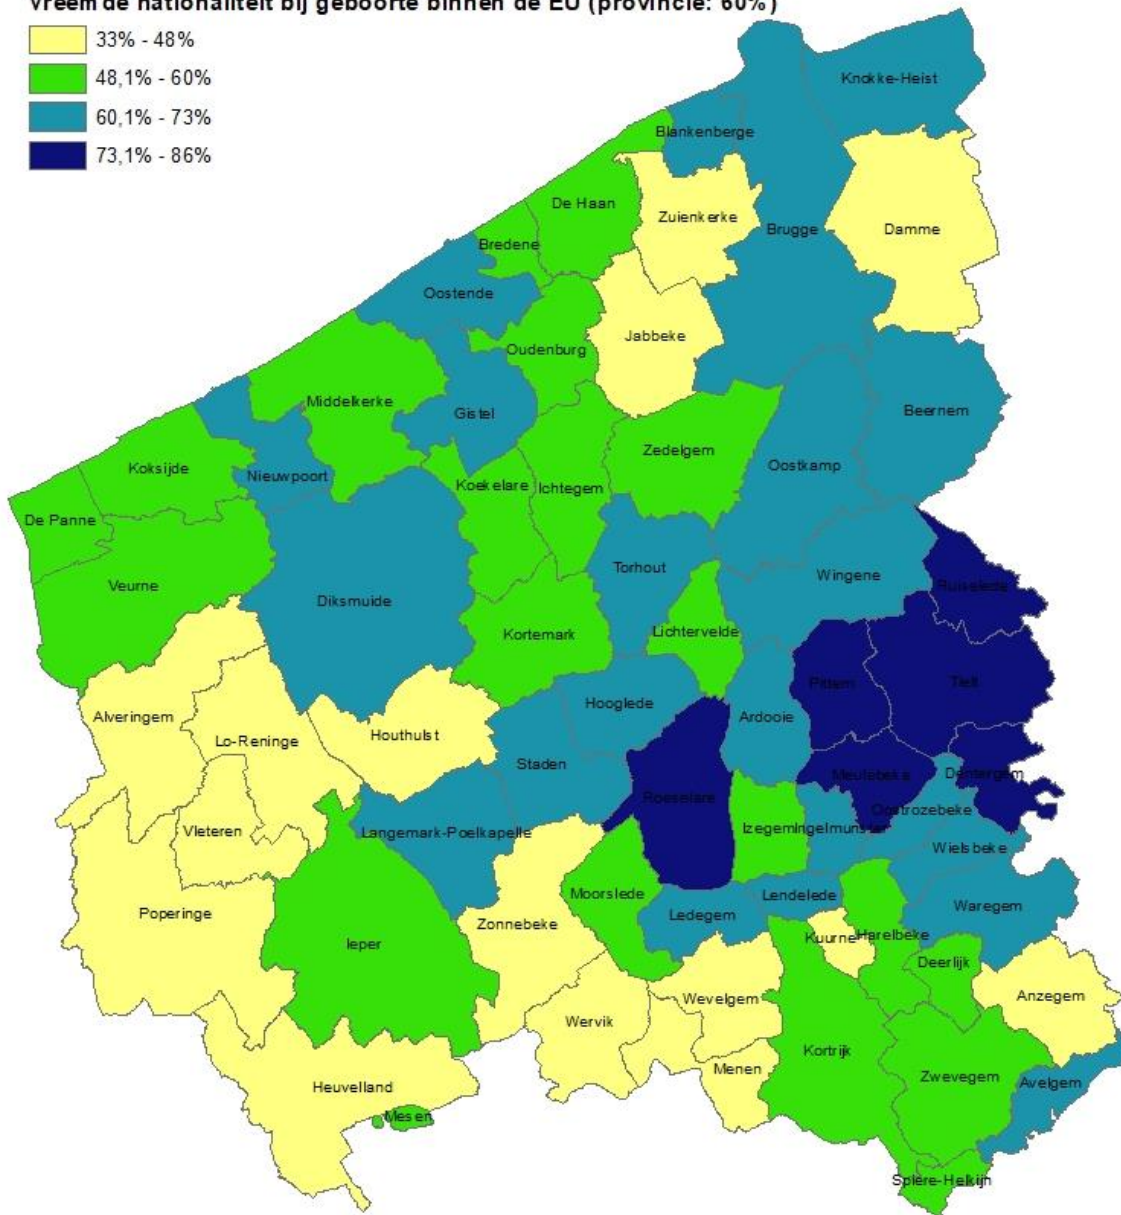 Vreemde nationaliteit bij geboorte binnen de EU (provincie: 60%)
33% - 48%
48,1% - 60%
60,1% - 73%
73,1% - 86%
Knokke-Heist
Blankenberge
De Haan
Zuienkerke
Brugge
Damme
Bredene
Oostende
Jabbeke
Oudenburg
Middelkerke
Gistel
Beernem
Zedelgem
Oostkamp
Koksijde
Nieuwpoort
Koekelare
Ichtegem
De Panne
Veurne
Torhout
Wingene
Ruiselede
Diksmuide
Kortemark
Lichtervelde
Pittem
Tielt
Hooglede
Ardooie
Alveringem
Lo-Reninge
Houthulst
Staden
Roeselare
Meulebeke
Dentergem
Oostrozebeke
Vleteren
Langemark-Poelkapelle
Izegem
Ingelmunster
Wielsbeke
Moorslede
Lendelede
Waregem
Poperinge
Ledegem
Zonnebeke
Ieper
Kuurne
Harelbeke
Deerlijk
Wevelgem
Anzegem
Wervik
Kortrijk
Menen
Zwevegem
Avelgem
Heuvelland
Mesen
Spiere-Helkijn